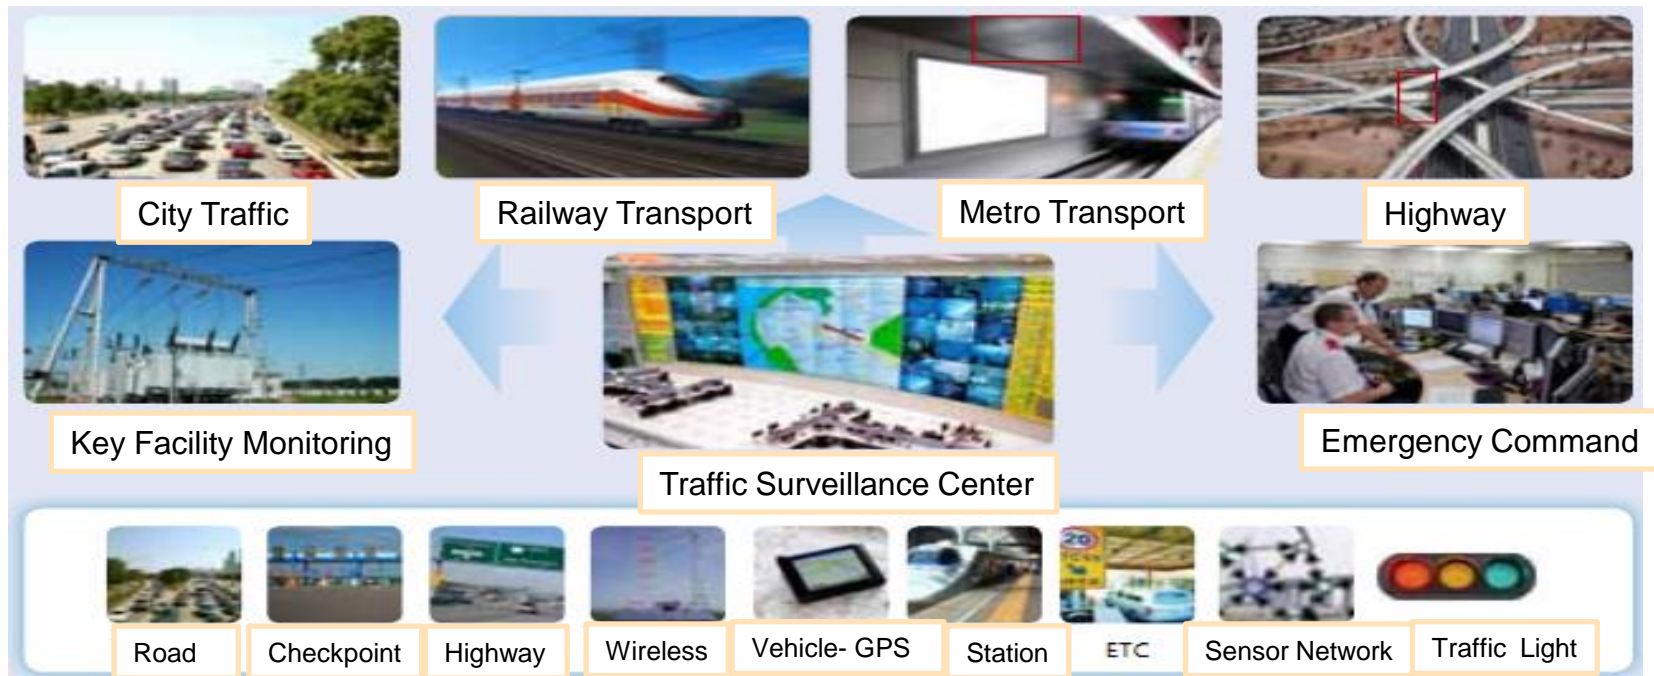 City Traffic
Railway Transport
Metro Transport
Highway
Key Facility Monitoring
Traffic Surveillance Center
Emergency Command
20
Road
Checkpoint
Highway
Wireless
Vehicle- GPS
Station
ETC
Sensor Network
Traffic Light